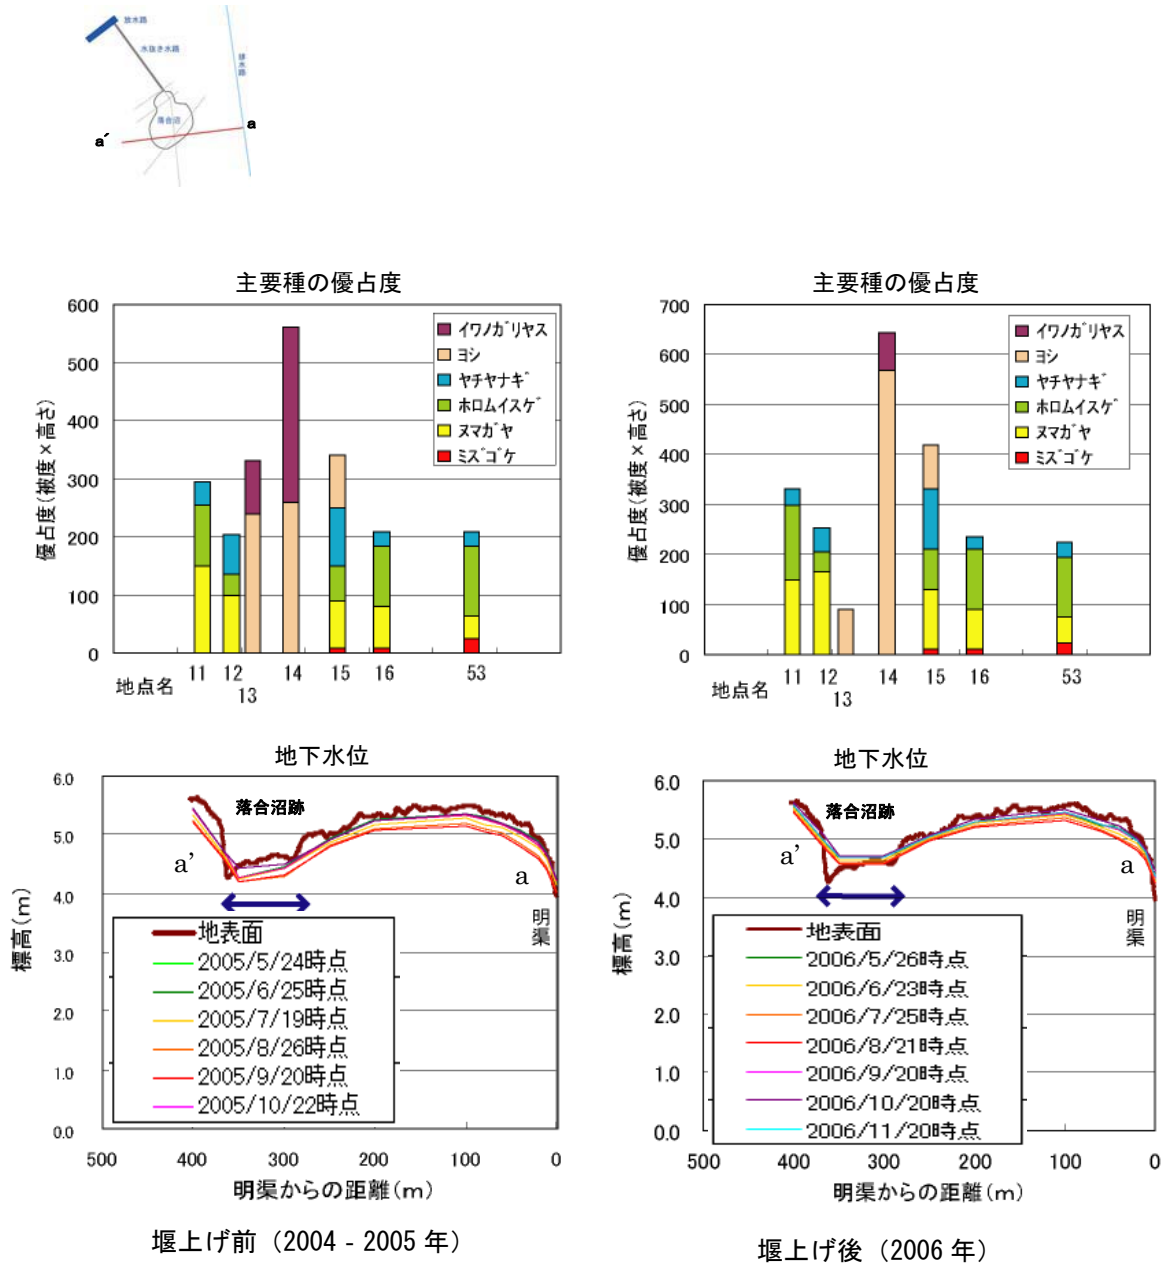 放水路
水抜き水路
排水路
落合沼
a´
a
主要種の優占度
600
500
400
300
200
100
0
優占度(被度×高さ)
イワノガリヤス
ヨシ
ヤチヤナギ
ホロムイスゲ
ヌマガヤ
ミズゴケ
11 12 14 15 16 53
13
地点名
主要種の優占度
700
600
500
400
300
200
100
0
優占度(被度×高さ)
イワノガリヤス
ヨシ
ヤチヤナギ
ホロムイスゲ
ヌマガヤ
ミズゴケ
11 12 14 15 16 53
13
地点名
地下水位
6.0
5.0
4.0
3.0
2.0
1.0
0.0
標高(m)
落合沼跡
a’
a
明渠
地表面
2005/5/24時点
2005/6/25時点
2005/7/19時点
2005/8/26時点
2005/9/20時点
2005/10/22時点
500 400 300 200 100 0
明渠からの距離(m)
堰上げ前（2004 - 2005 年）
地下水位
6.0
5.0
4.0
3.0
2.0
1.0
0.0
標高(m)
落合沼跡
a’
a
明渠
地表面
2006/5/26時点
2006/6/23時点
2006/7/25時点
2006/8/21時点
2006/9/20時点
2006/10/20時点
2006/11/20時点
500 400 300 200 100 0
明渠からの距離(m)
堰上げ後（2006 年）